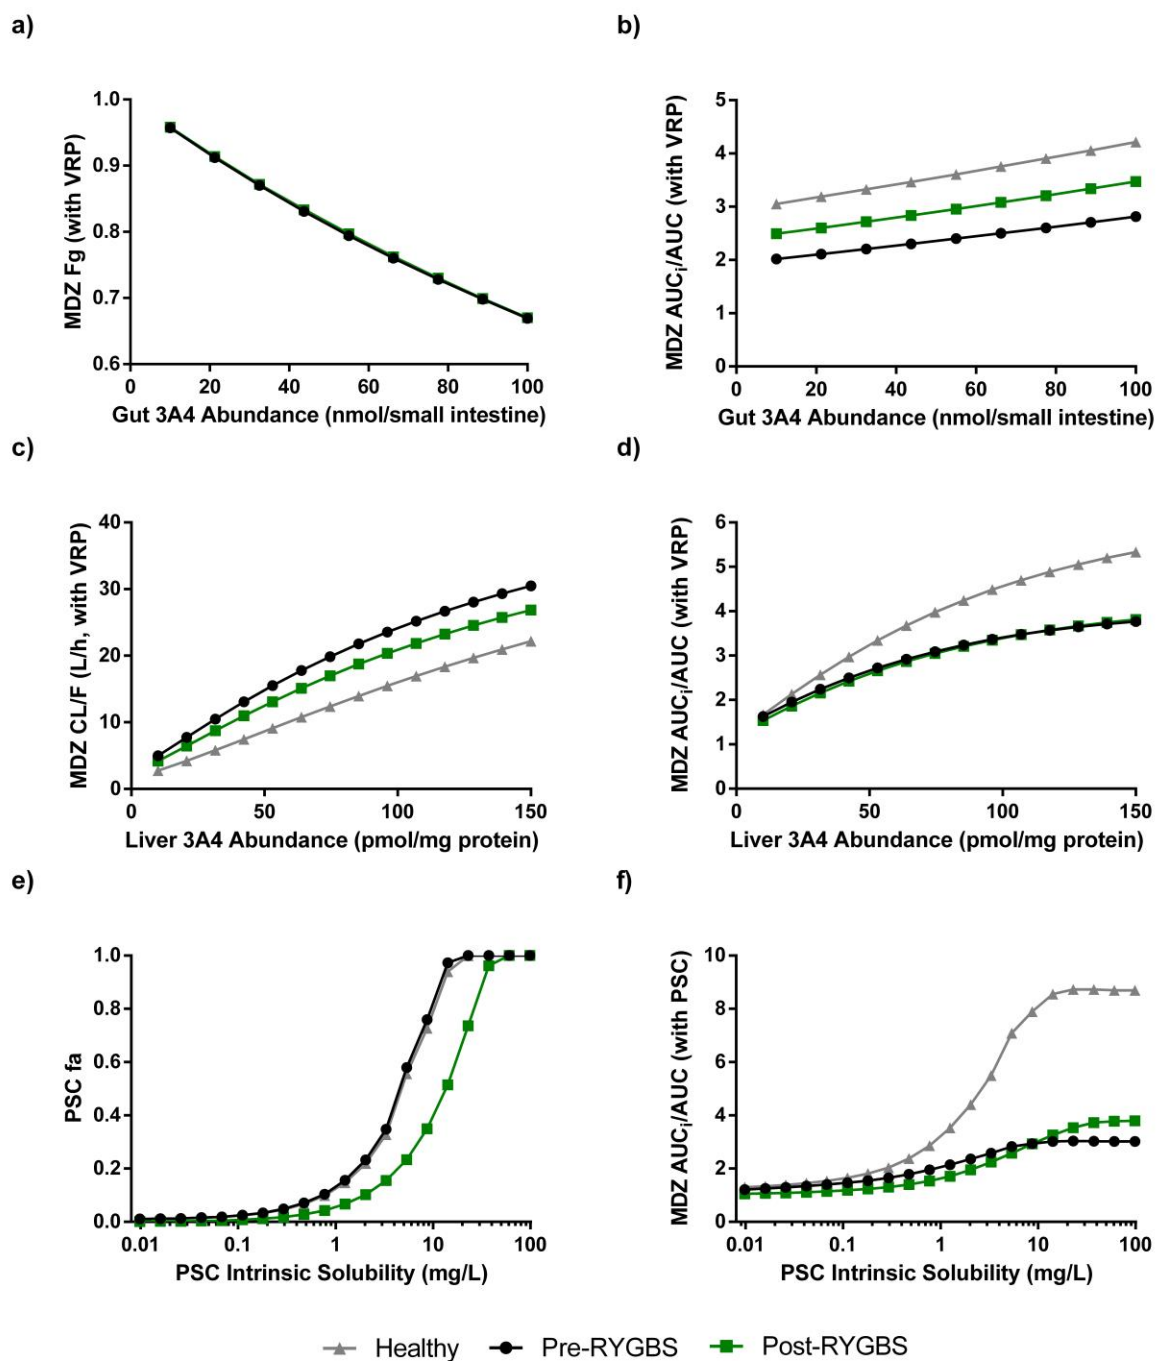 a)
MDZ Fg (with VRP)
1.0
0.9
0.8
0.7
0.6
0 20 40 60 80 100
Gut 3A4 Abundance (nmol/small intestine)
b)
MDZ AUCi/AUC (with VRP)
5
4
3
2
1
0
0 20 40 60 80 100
Gut 3A4 Abundance (nmol/small intestine)
c)
MDZ CL/F (L/h, with VRP)
40
30
20
10
0
0 50 100 150
Liver 3A4 Abundance (pmol/mg protein)
d)
MDZ AUCi/AUC (with VRP)
6
5
4
3
2
1
0
0 50 100 150
Liver 3A4 Abundance (pmol/mg protein)
e)
PSC fa
1.0
0.8
0.6
0.4
0.2
0.0
0.01 0.1 1 10 100
PSC Intrinsic Solubility (mg/L)
f)
MDZ AUCi/AUC (with PSC)
10
8
6
4
2
0
0.01 0.1 1 10 100
PSC Intrinsic Solubility (mg/L)
Healthy Pre-RYGBS Post-RYGBS